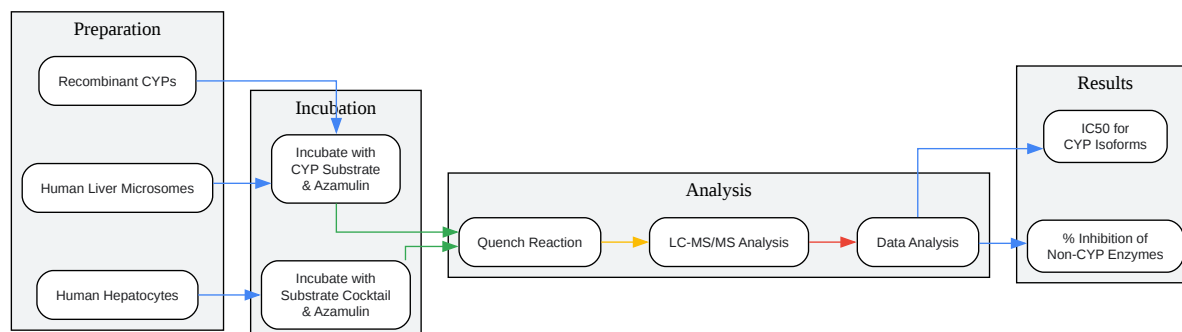 Preparation
Recombinant CYPs
Human Liver Microsomes
Human Hepatocytes
Incubation
Incubate with
CYP Substrate
& Azamulin
Incubate with
Substrate Cocktail
& Azamulin
Analysis
Quench Reaction
LC-MS/MS Analysis
Data Analysis
Results
IC50 for
CYP Isoforms
% Inhibition of
Non-CYP Enzymes